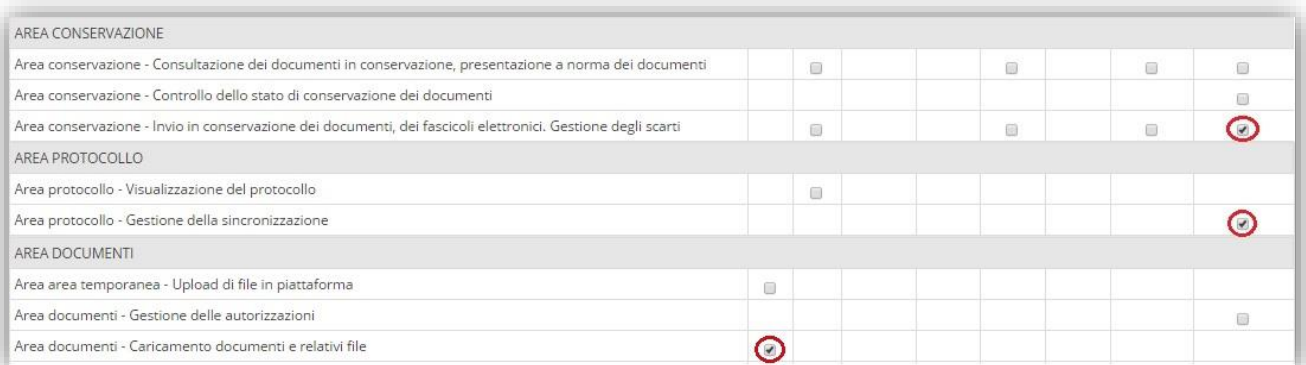 AREA CONSERVAZIONE
Area conservazione - Consultazione dei documenti in conservazione, presentazione a norma dei documenti
Area conservazione - Controllo dello stato di conservazione dei documenti
Area conservazione - Invio in conservazione dei documenti, dei fascicoli elettronici. Gestione degli scarti
AREA PROTOCOLLO
Area protocollo - Visualizzazione del protocollo
Area protocollo - Gestione della sincronizzazione
AREA DOCUMENTI
Area area temporanea - Upload di file in piattaforma
Area documenti - Gestione delle autorizzazioni
Area documenti - Caricamento documenti e relativi file